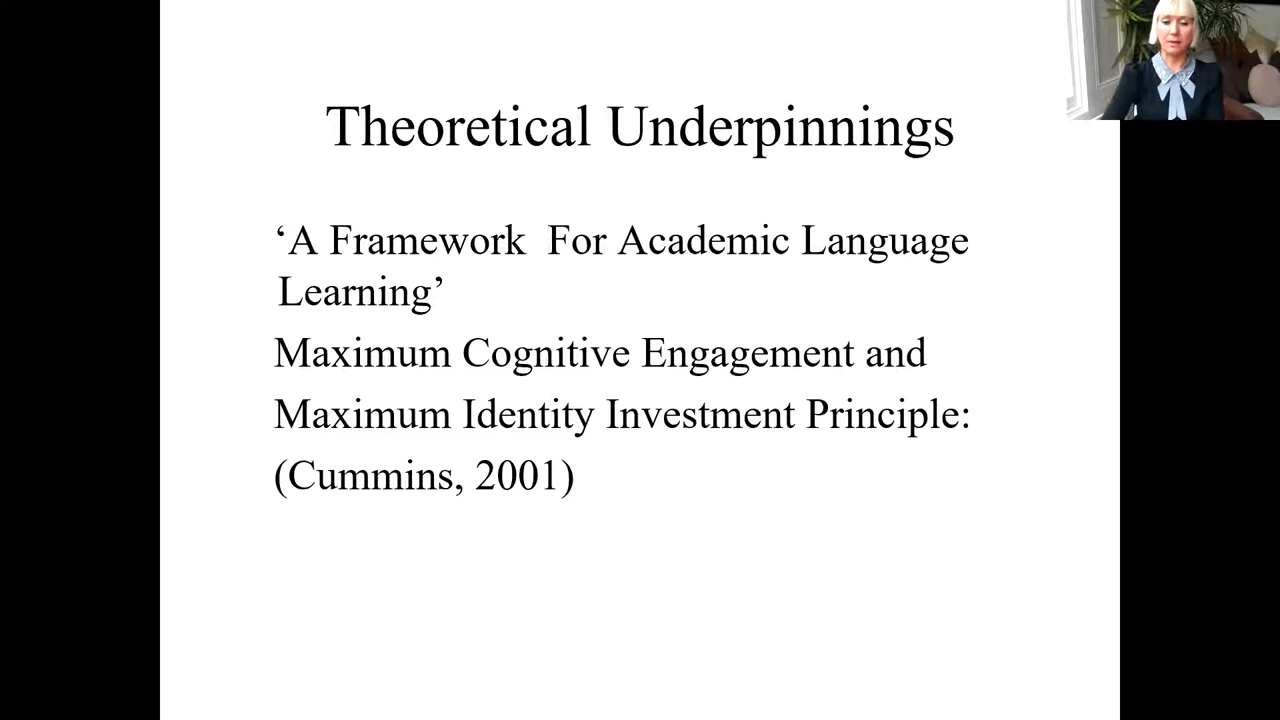 Theoretical Underpinnings
‘A Framework  For Academic Language
Learning’
Maximum Cognitive Engagement and
Maximum Identity Investment Principle:
(Cummins, 2001)